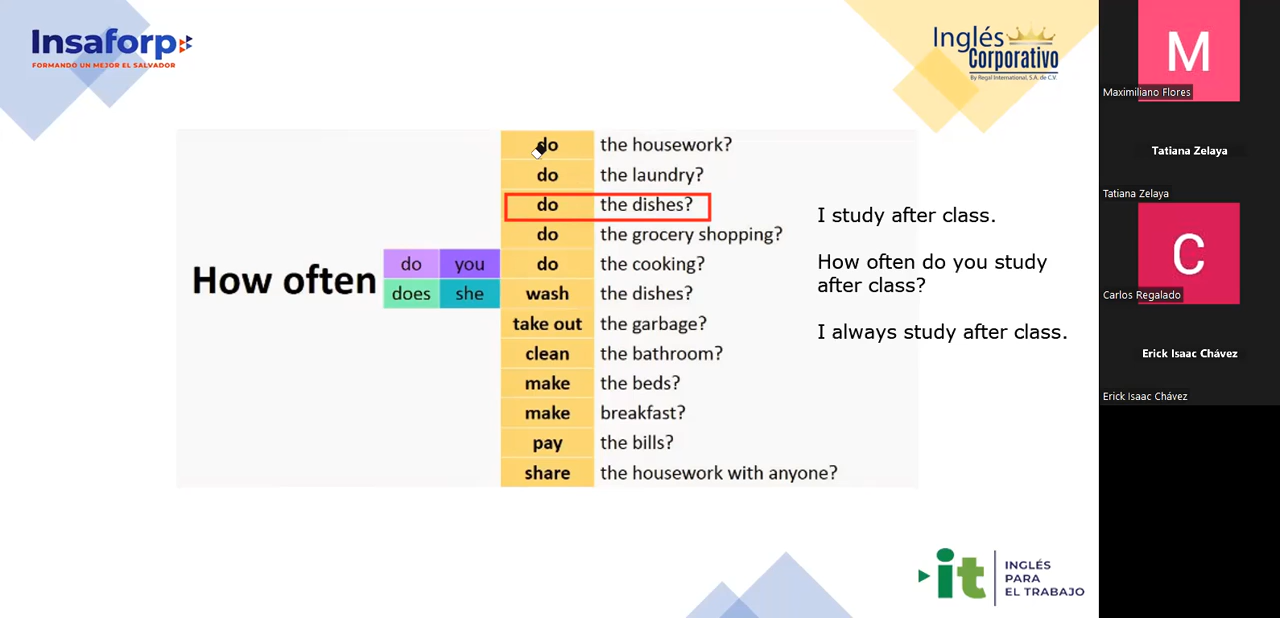 Insaforp
FORMANDO UN MEJOR EL SALVADOR
Inglés
Corporativo
By Regal International, S.A. de C.V.
How often
do you
does she
do the housework?
do the laundry?
do the dishes?
do the grocery shopping?
do the cooking?
wash the dishes?
take out the garbage?
clean the bathroom?
make the beds?
make breakfast?
pay the bills?
share the housework with anyone?
I study after class.
How often do you study
after class?
I always study after class.
it
INGLÉS
PARA
EL TRABAJO
M
Maximiliano Flores
Tatiana Zelaya
Tatiana Zelaya
C
Carlos Regalado
Erick Isaac Chávez
Erick Isaac Chávez